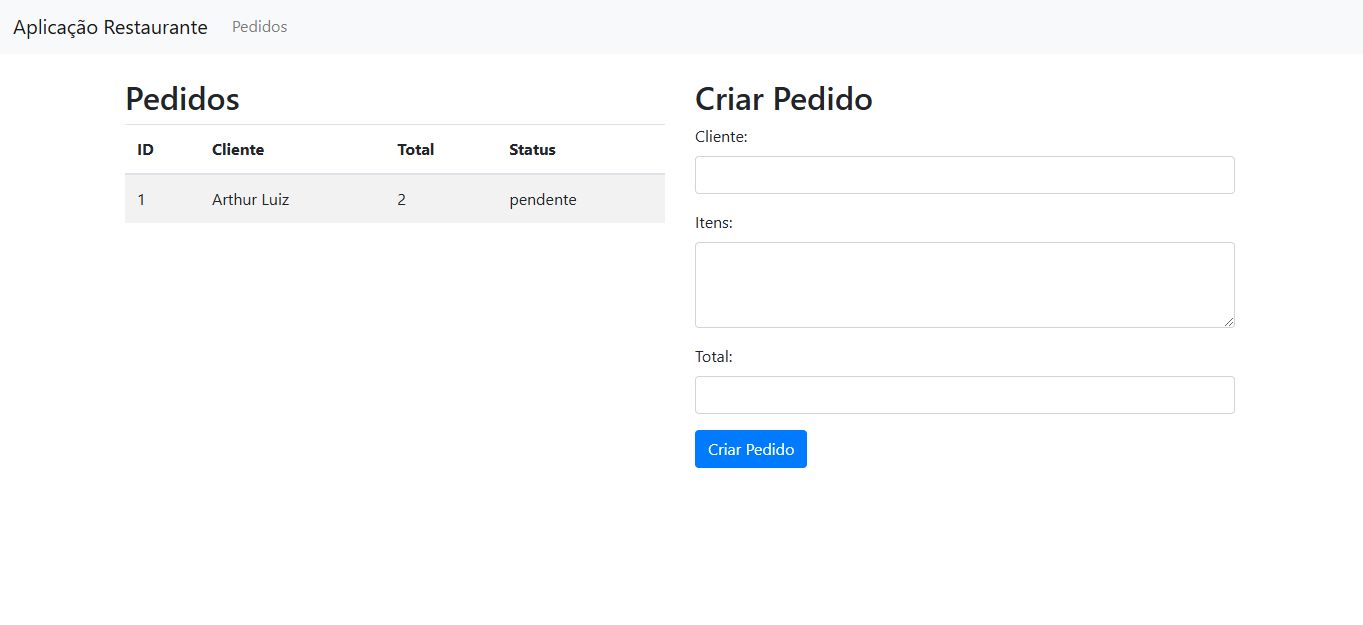 Aplicação Restaurante Pedidos
Pedidos
ID Cliente Total Status
1 Arthur Luiz 2 pendente
Criar Pedido
Cliente:
Itens:
Total:
Criar Pedido